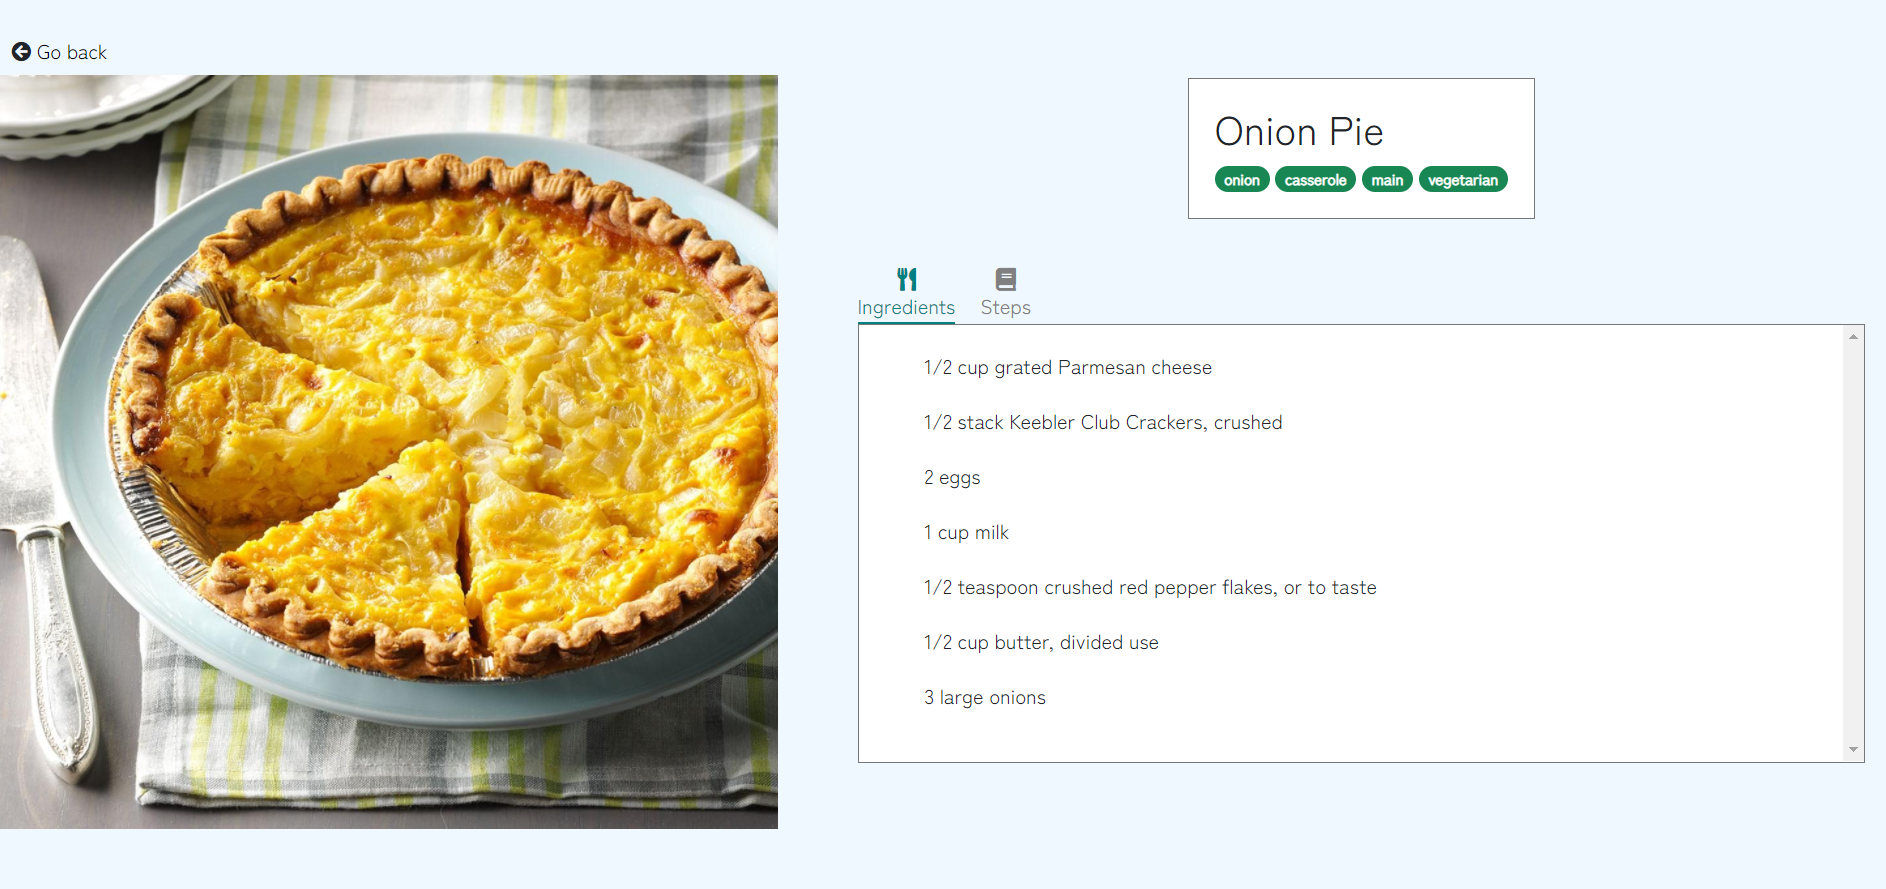 Go back
Onion Pie
onion casserole main vegetarian
Ingredients Steps
1/2 cup grated Parmesan cheese
1/2 stack Keebler Club Crackers, crushed
2 eggs
1 cup milk
1/2 teaspoon crushed red pepper flakes, or to taste
1/2 cup butter, divided use
3 large onions